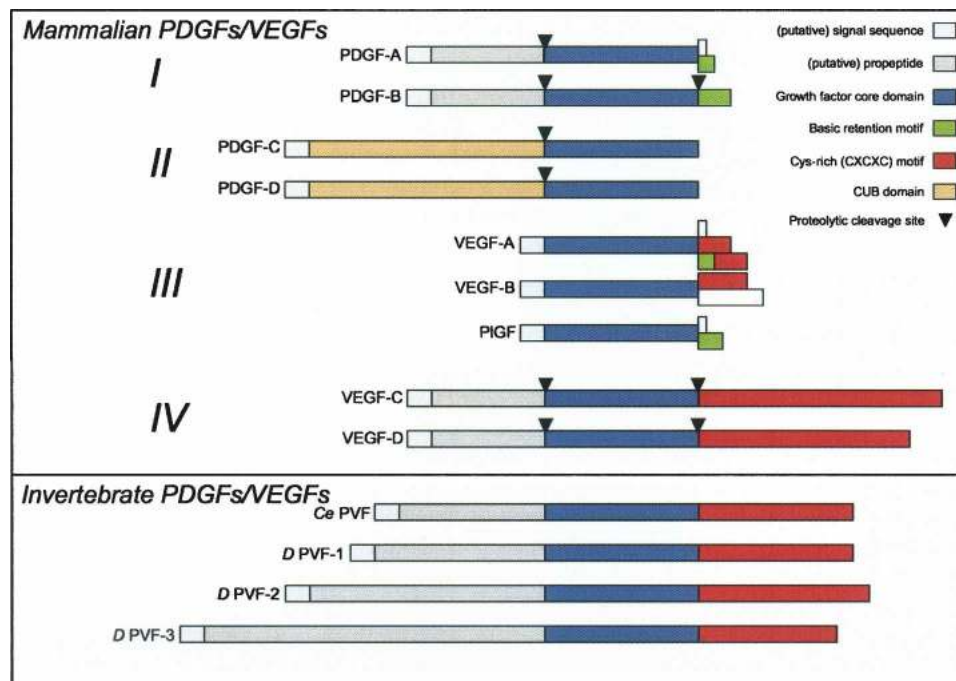 Mammalian PDGFs/VEGFs
I
PDGF-A
PDGF-B
II
PDGF-C
PDGF-D
III
VEGF-A
VEGF-B
PlGF
IV
VEGF-C
VEGF-D
(putative) signal sequence
(putative) propeptide
Growth factor core domain
Basic retention motif
Cys-rich (CXCXC) motif
CUB domain
Proteolytic cleavage site
Invertebrate PDGFs/VEGFs
Ce PVF
D PVF-1
D PVF-2
D PVF-3